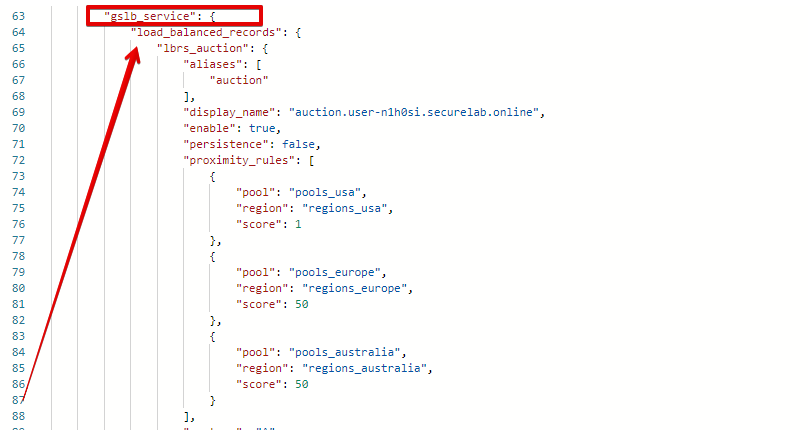 63 "gslb_service": {
64 "load_balanced_records": {
65 "lbrs_auction": {
66 "aliases": [
67 "auction"
68 ],
69 "display_name": "auction.user-n1h0si.securelab.online",
70 "enable": true,
71 "persistence": false,
72 "proximity_rules": [
73 {
74 "pool": "pools_usa",
75 "region": "regions_usa",
76 "score": 1
77 },
78 {
79 "pool": "pools_europe",
80 "region": "regions_europe",
81 "score": 50
82 },
83 {
84 "pool": "pools_australia",
85 "region": "regions_australia",
86 "score": 50
87 }
88 ],